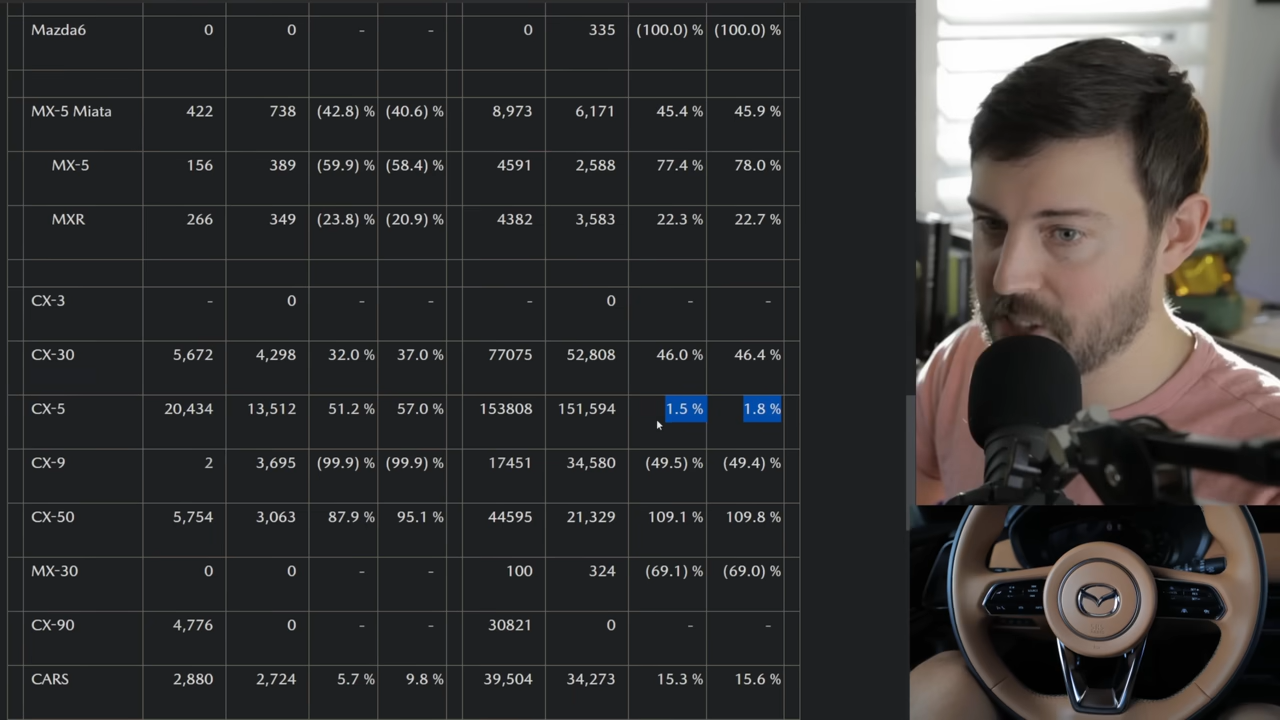 Mazda6 0 0 - - 0 335 (100.0) % (100.0) %
MX-5 Miata 422 738 (42.8) % (40.6) % 8,973 6,171 45.4 % 45.9 %
MX-5 156 389 (59.9) % (58.4) % 4591 2,588 77.4 % 78.0 %
MXR 266 349 (23.8) % (20.9) % 4382 3,583 22.3 % 22.7 %
CX-3 - 0 - - - 0 - -
CX-30 5,672 4,298 32.0 % 37.0 % 77075 52,808 46.0 % 46.4 %
CX-5 20,434 13,512 51.2 % 57.0 % 153808 151,594 1.5 % 1.8 %
CX-9 2 3,695 (99.9) % (99.9) % 17451 34,580 (49.5) % (49.4) %
CX-50 5,754 3,063 87.9 % 95.1 % 44595 21,329 109.1 % 109.8 %
MX-30 0 0 - - 100 324 (69.1) % (69.0) %
CX-90 4,776 0 - - 30821 0 - -
CARS 2,880 2,724 5.7 % 9.8 % 39,504 34,273 15.3 % 15.6 %